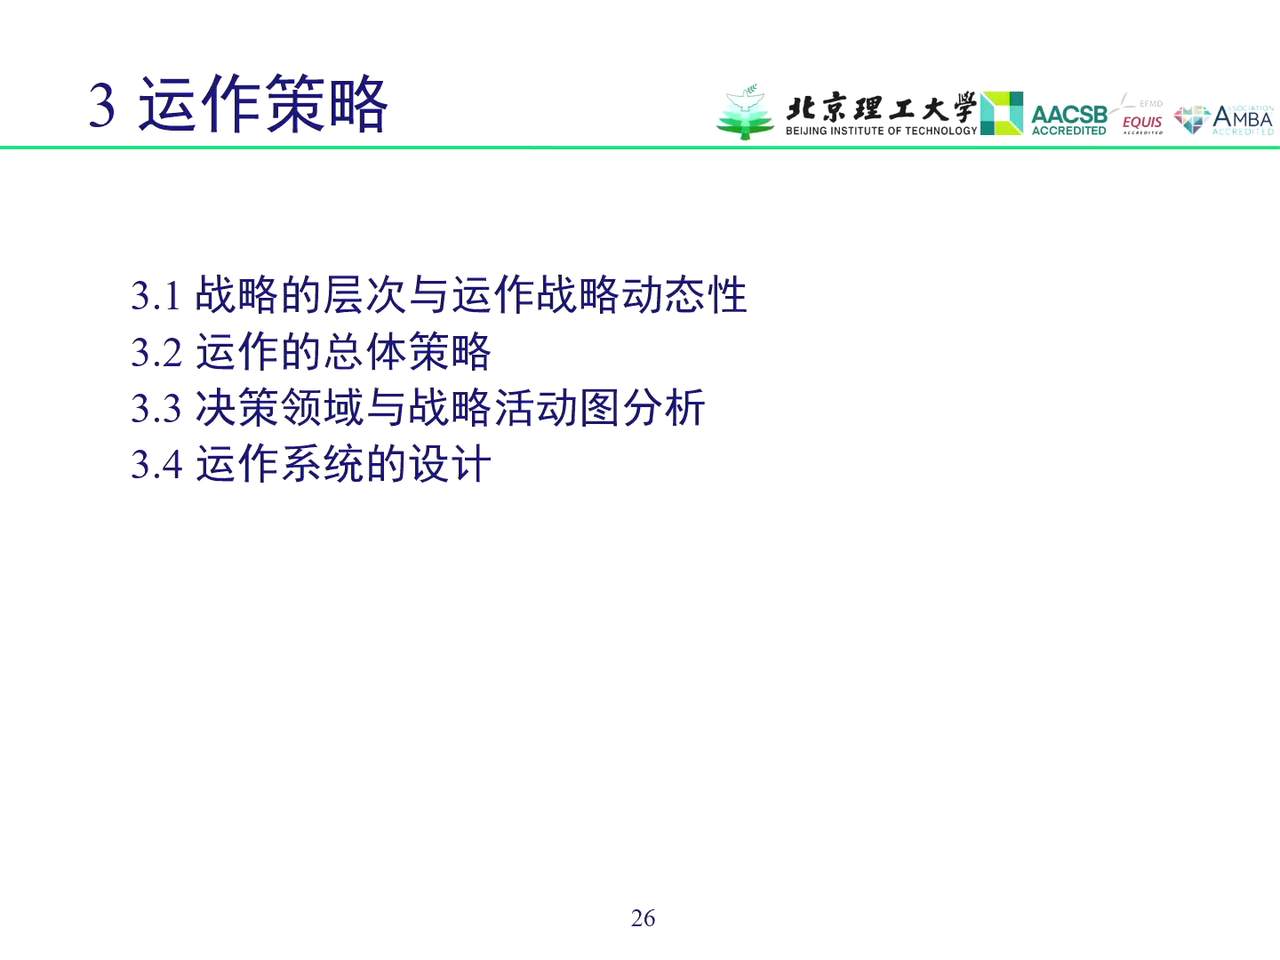 3 运作策略
北京理工大学
BEIJING INSTITUTE OF TECHNOLOGY
AACSB
ACCREDITED
EFMD
EQUIS
ACCREDITED
ASSOCIATION
AMBA
ACCREDITED
3.1 战略的层次与运作战略动态性
3.2 运作的总体策略
3.3 决策领域与战略活动图分析
3.4 运作系统的设计
26